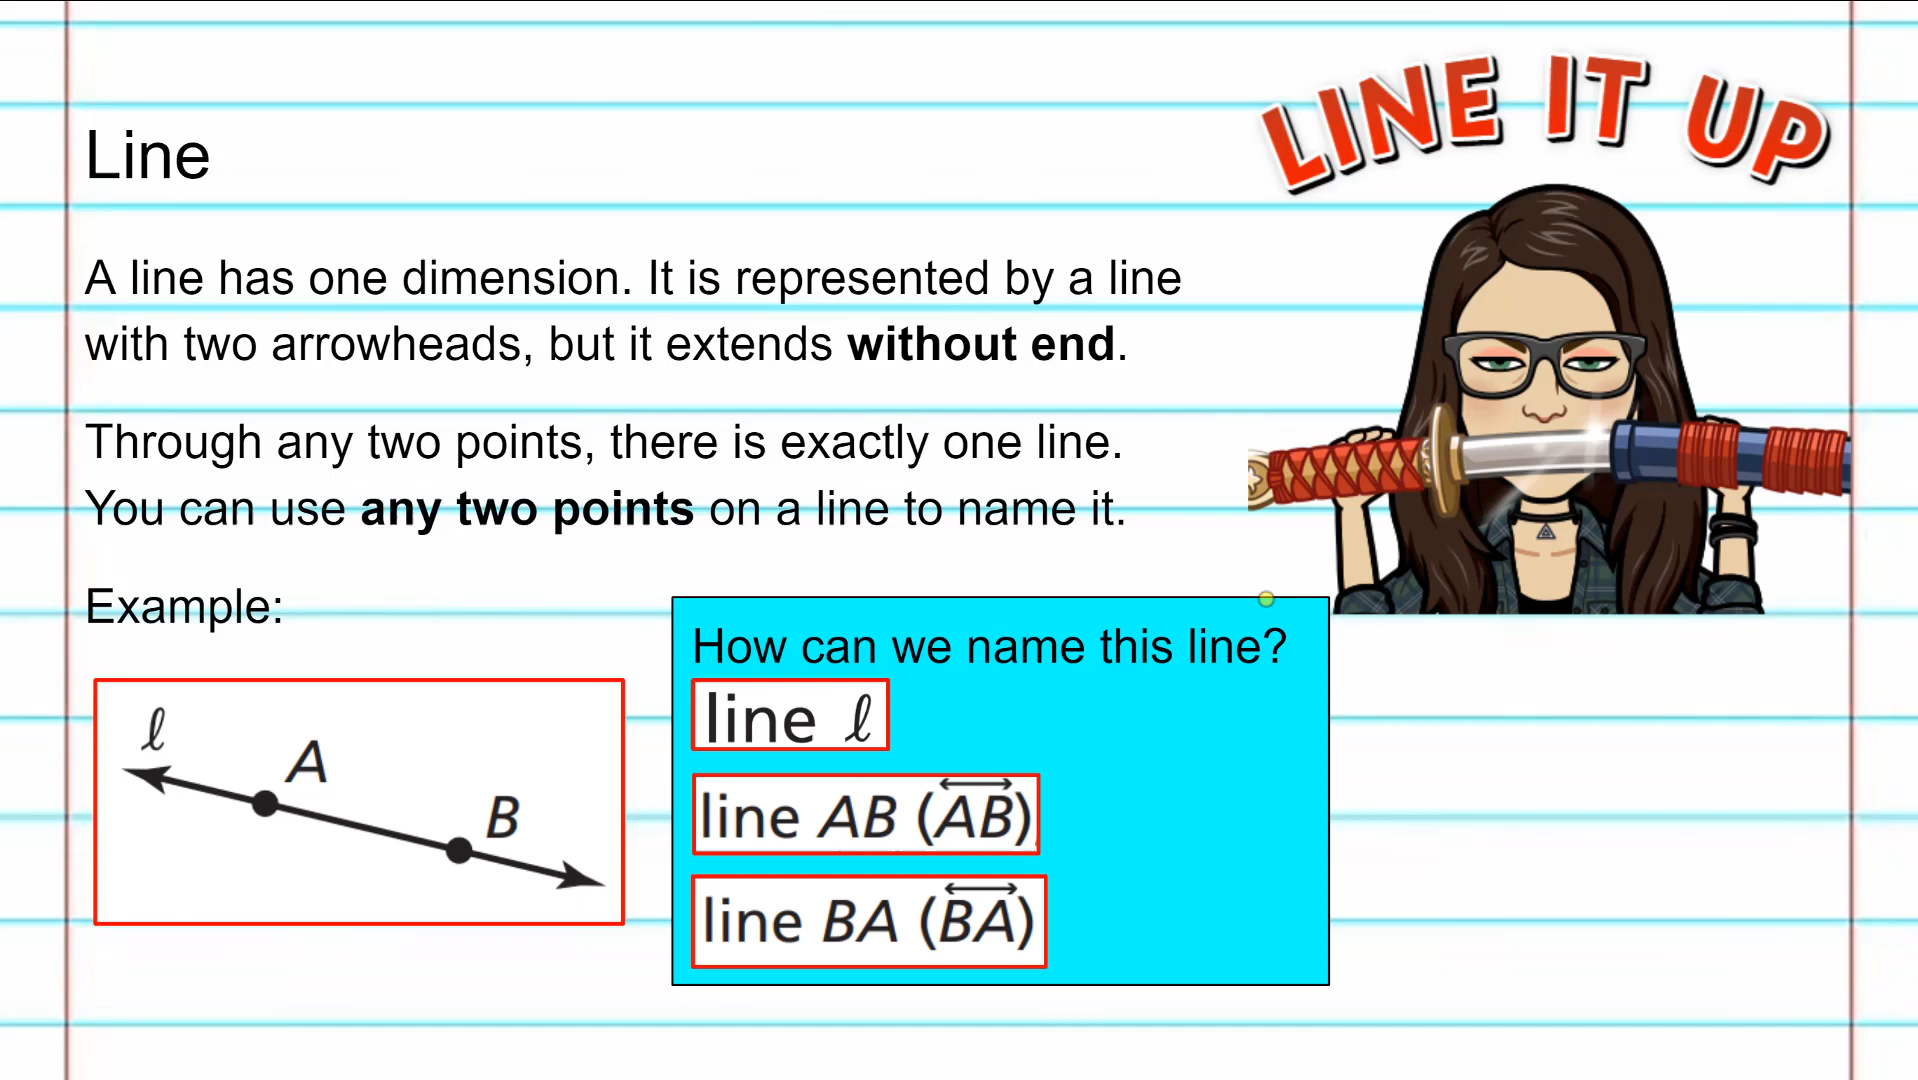 LINE IT UP
Line
A line has one dimension. It is represented by a line
with two arrowheads, but it extends without end.
Through any two points, there is exactly one line.
You can use any two points on a line to name it.
Example:
ℓ
A
B
How can we name this line?
line ℓ
line AB (\overleftrightarrow{AB})
line BA (\overleftrightarrow{BA})